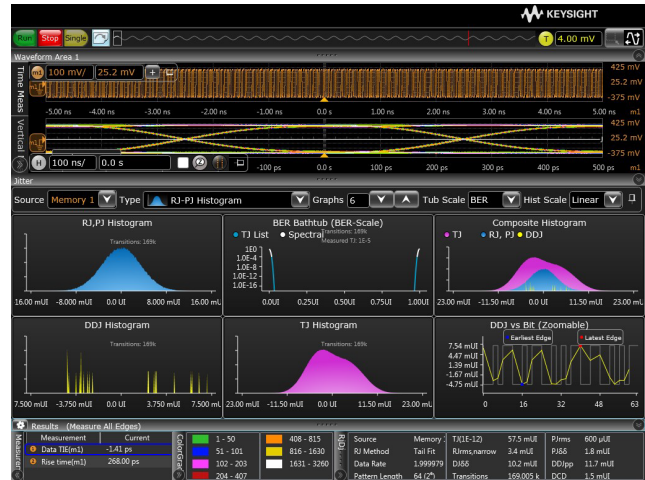 KEYSIGHT
Run Stop Single T 4.00 mV
Waveform Area 1
Time Meas
Vertical
m1 100 mV/ 25.2 mV +
425 mV
25.2 mV
-375 mV
-5.00 ns -4.00 ns -3.00 ns -2.00 ns -1.00 ns 0.0 s 1.00 ns 2.00 ns 3.00 ns 4.00 ns 5.00 ns m1
425 mV
25.2 mV
-375 mV
H 100 ns/ 0.0 s
-100 ps 0.0 s 100 ps 200 ps 300 ps 400 ps 500 ps m1
Jitter
Source Memory 1 Type RJ-PJ Histogram Graphs 6 Tub Scale BER Hist Scale Linear
RJ,PJ Histogram
Transitions: 169k
16.00 mUI -8.0000 mUI 0.0 UI 8.0000 mUI 16.00 mU
BER Bathtub (BER-Scale)
TJ List Spectral
Transitions: 169k
Measured TJ: 1E-5
1E0
1.0E-4
1.0E-8
1.0E-12
1.0E-16
0.0UI 0.25UI 0.50UI 0.75UI 1.00UI
Composite Histogram
TJ RJ, PJ DDJ
23.00 mUI -11.50 mUI 0.0 UI 11.50 mUI 23.00 mU
DDJ Histogram
Transitions: 169k
7.500 mUI -3.750 mUI 0.0 UI 3.750 mUI 7.500 m
TJ Histogram
Transitions: 169k
23.00 mUI -11.50 mUI 0.0 UI 11.50 mUI 23.00 mU
DDJ vs Bit (Zoomable)
Earliest Edge Latest Edge
7.54 mUI
4.47 mUI
1.39 mUI
-1.67 mUI
-4.75 mUI
0 16 32 48 63
Results (Measure All Edges)
Measurement Current
Data TIE(m1) -1.41 ps
Rise time(m1) 268.00 ps
1 - 50 408 - 815
51 - 101 816 - 1630
102 - 203 1631 - 3260
204 - 407
RJDJ
Source Memory TJ(1E-12) 57.5 mUI PJrms 600 µUI
RJ Method Tail Fit RJrms,narrow 3.4 mUI PJδδ 1.8 mUI
Data Rate 1.999979 DJδδ 10.2 mUI DDJpp 11.7 mUI
Pattern Length Transitions 169.005 k DCD 1.5 mUI